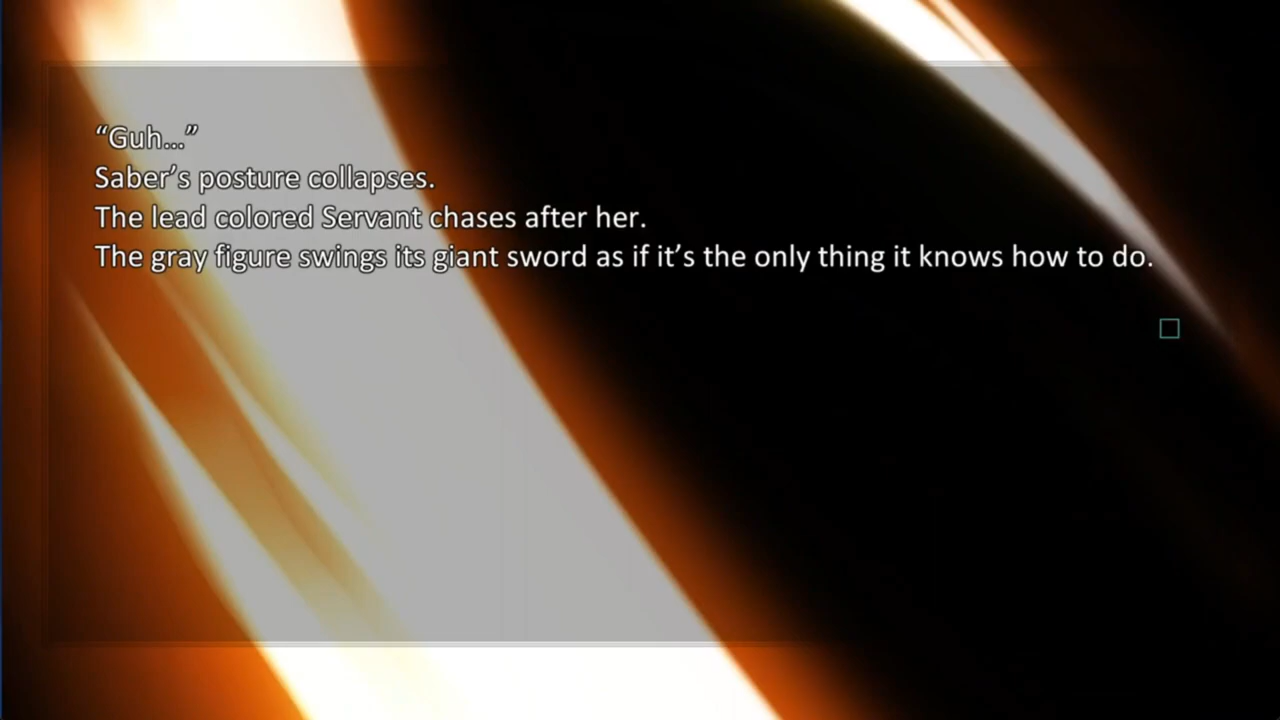 “Guh...”
Saber’s posture collapses.
The lead colored Servant chases after her.
The gray figure swings its giant sword as if it’s the only thing it knows how to do.